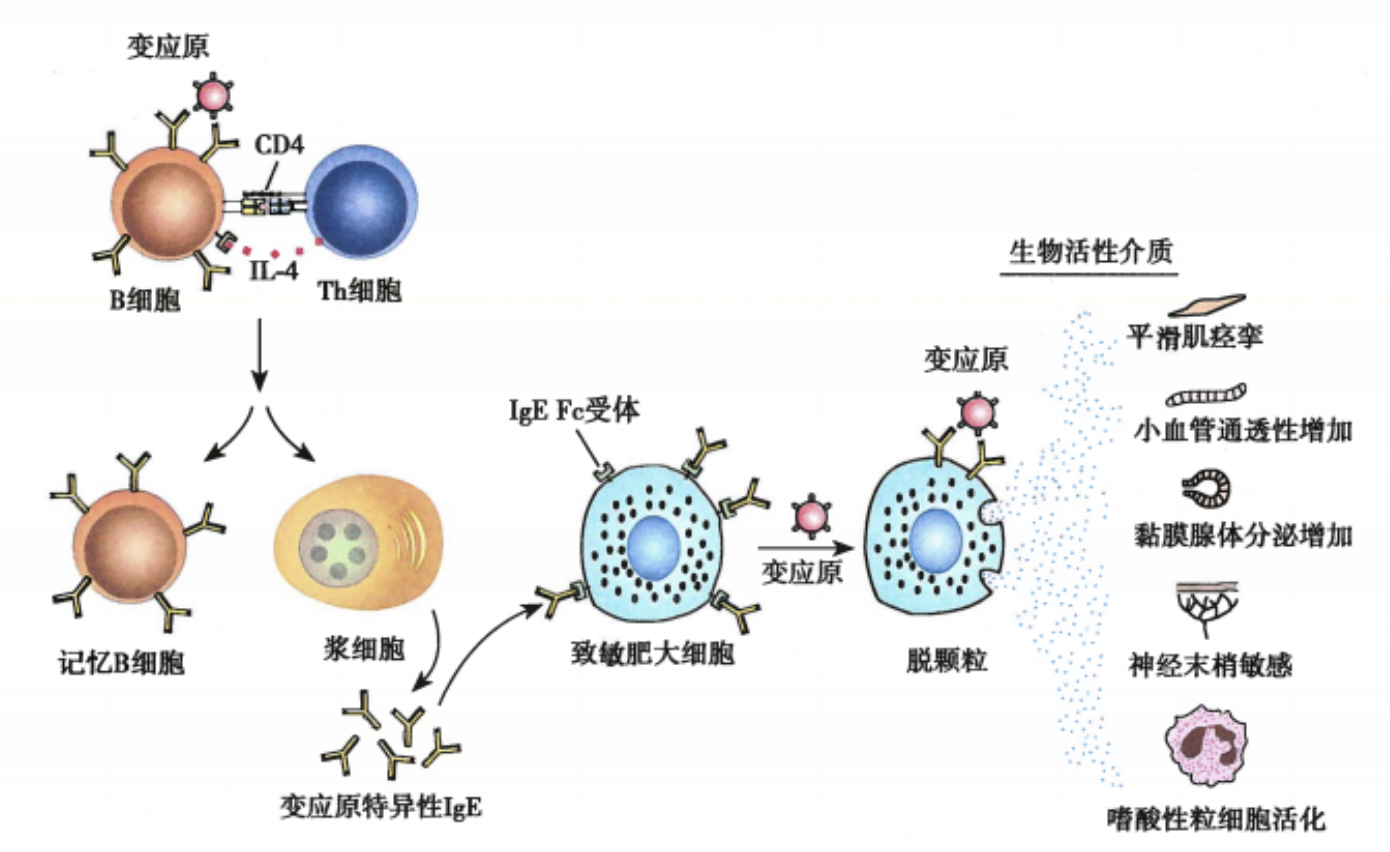 变应原
CD4
IL-4
B细胞
Th细胞
记忆B细胞
浆细胞
变应原特异性IgE
IgE Fc受体
致敏肥大细胞
变应原
变应原
脱颗粒
生物活性介质
平滑肌痉挛
小血管通透性增加
黏膜腺体分泌增加
神经末梢敏感
嗜酸性粒细胞活化